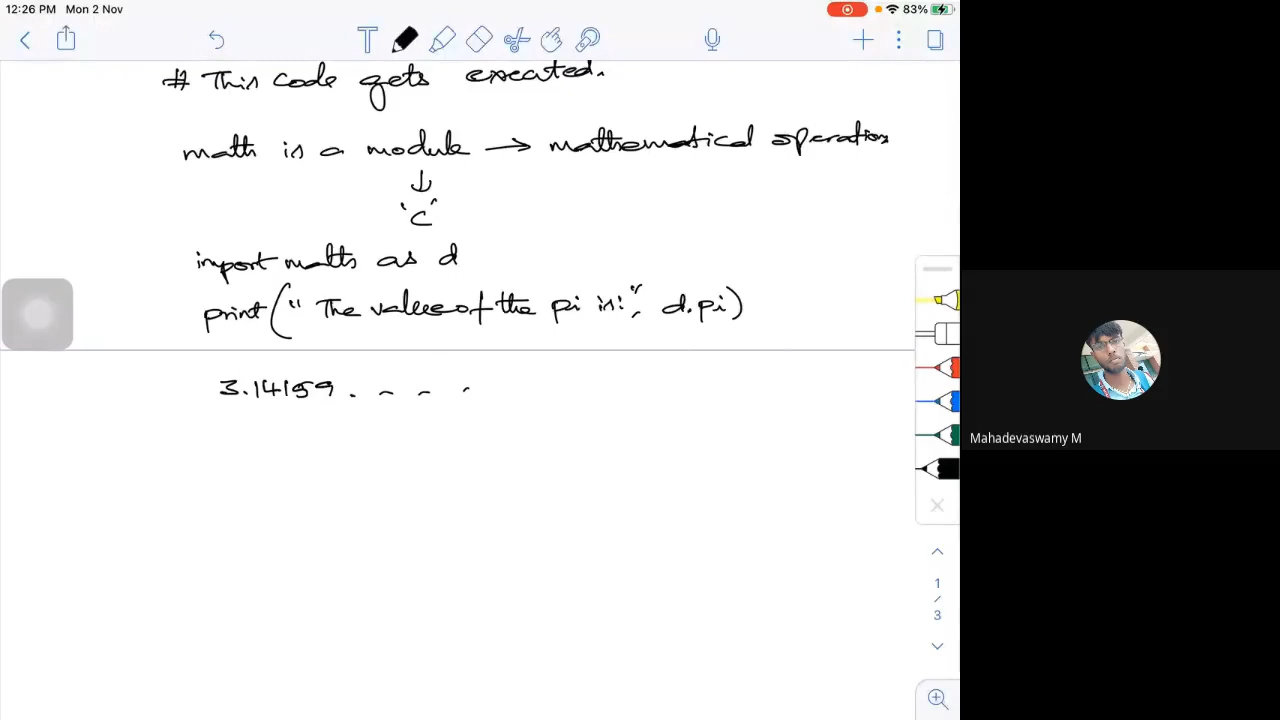 12:26 PM Mon 2 Nov
83%
# This code gets executed.
math is a module → mathematical operations
↓
"C"
import math as d
print(" The value of the pi is:", d.pi)
3.14159. . . .
Mahadevaswamy M
1
/
3